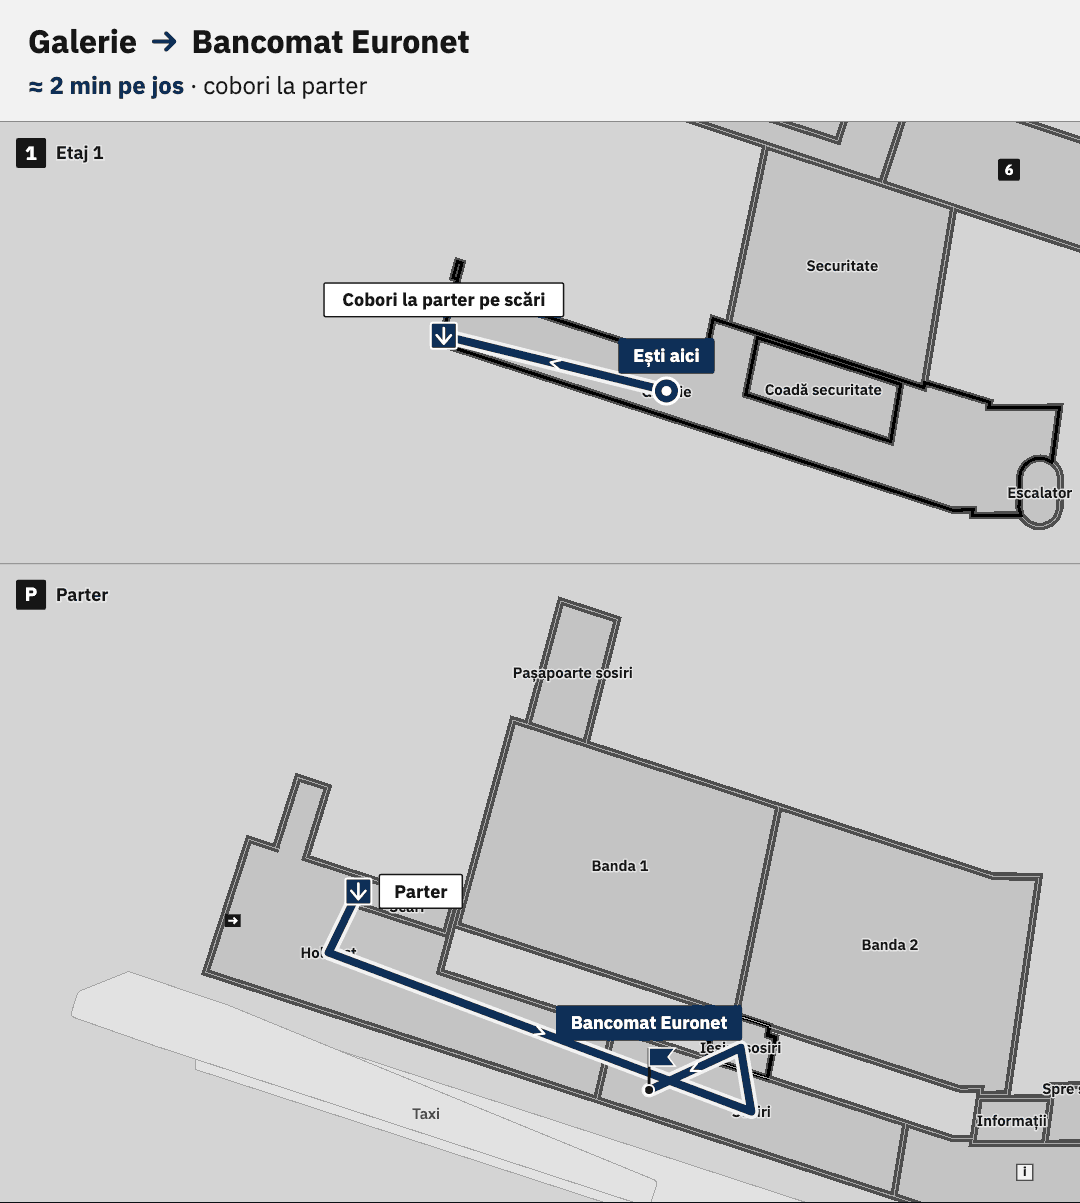 Galerie → Bancomat Euronet
≈ 2 min pe jos · cobori la parter
1 Etaj 1
6
Securitate
Cobori la parter pe scări
Ești aici
Coadă securitate
Escalator
P Parter
Pașapoarte sosiri
Banda 1
Parter
Banda 2
Bancomat Euronet
Taxi
Informații
i